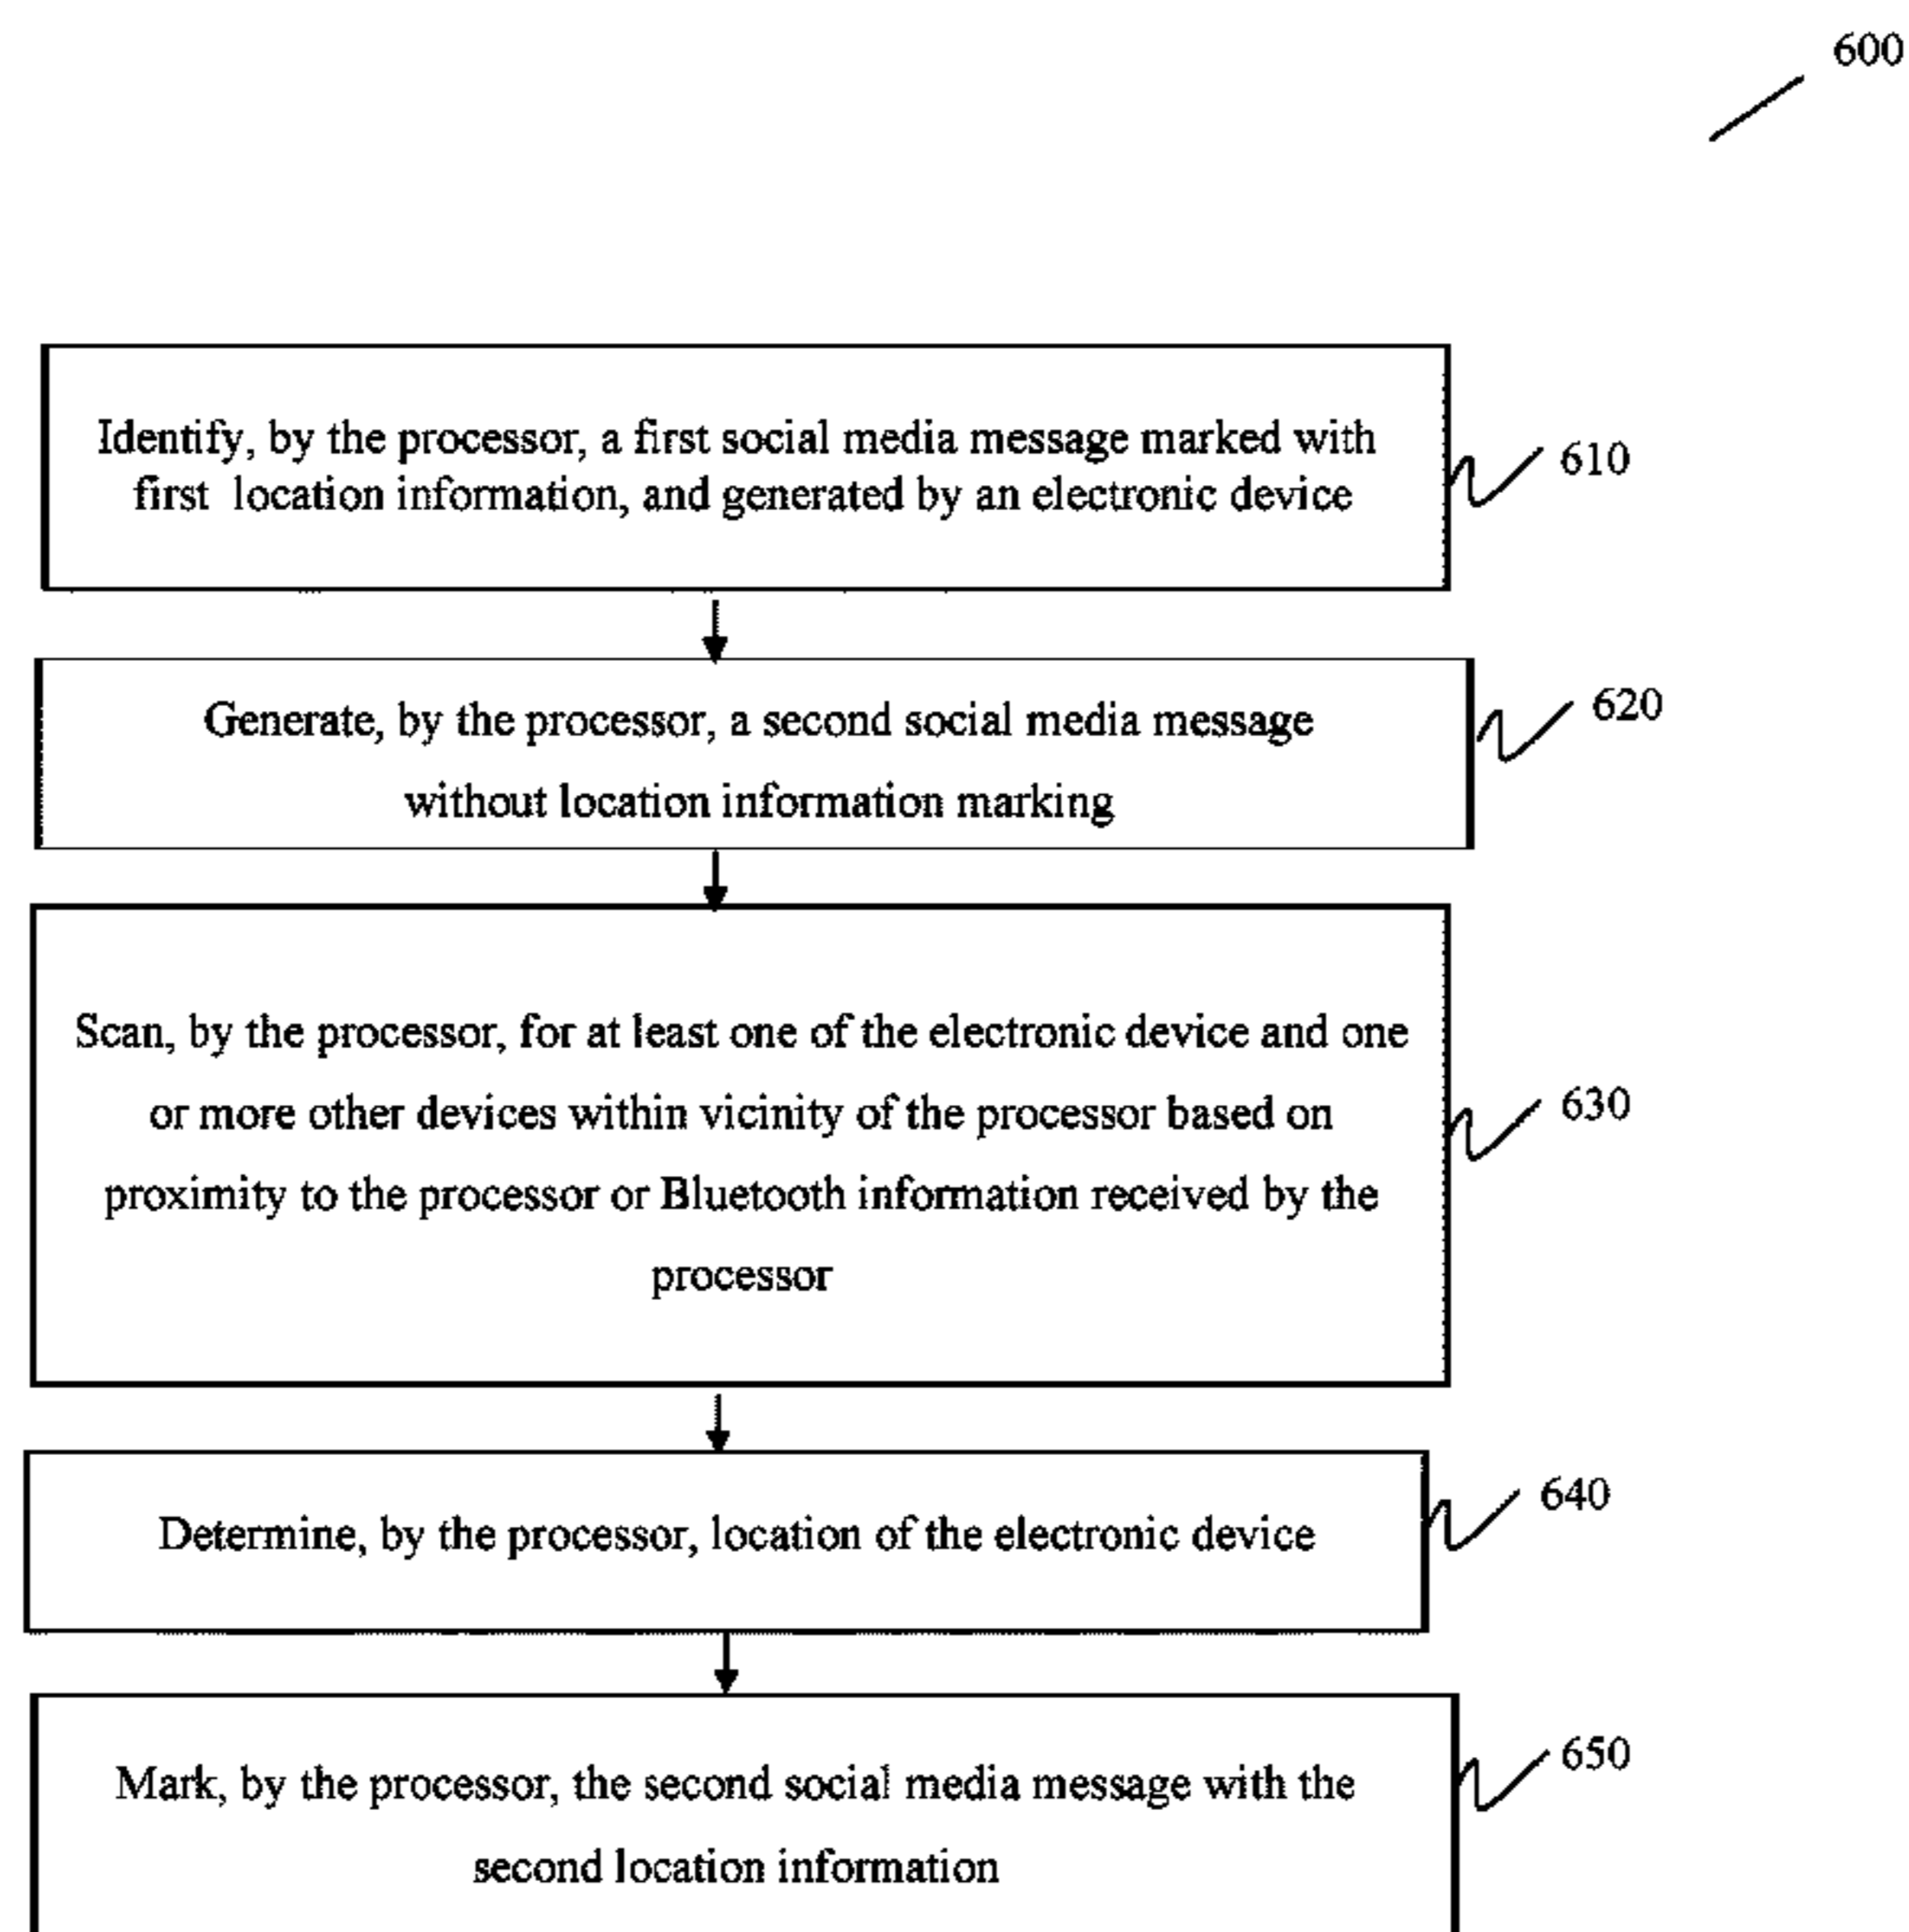 600
Identify, by the processor, a first social media message marked with
first location information, and generated by an electronic device
610
Generate, by the processor, a second social media message
without location information marking
620
Scan, by the processor, for at least one of the electronic device and one
or more other devices within vicinity of the processor based on
proximity to the processor or Bluetooth information received by the
processor
630
Determine, by the processor, location of the electronic device
640
Mark, by the processor, the second social media message with the
second location information
650